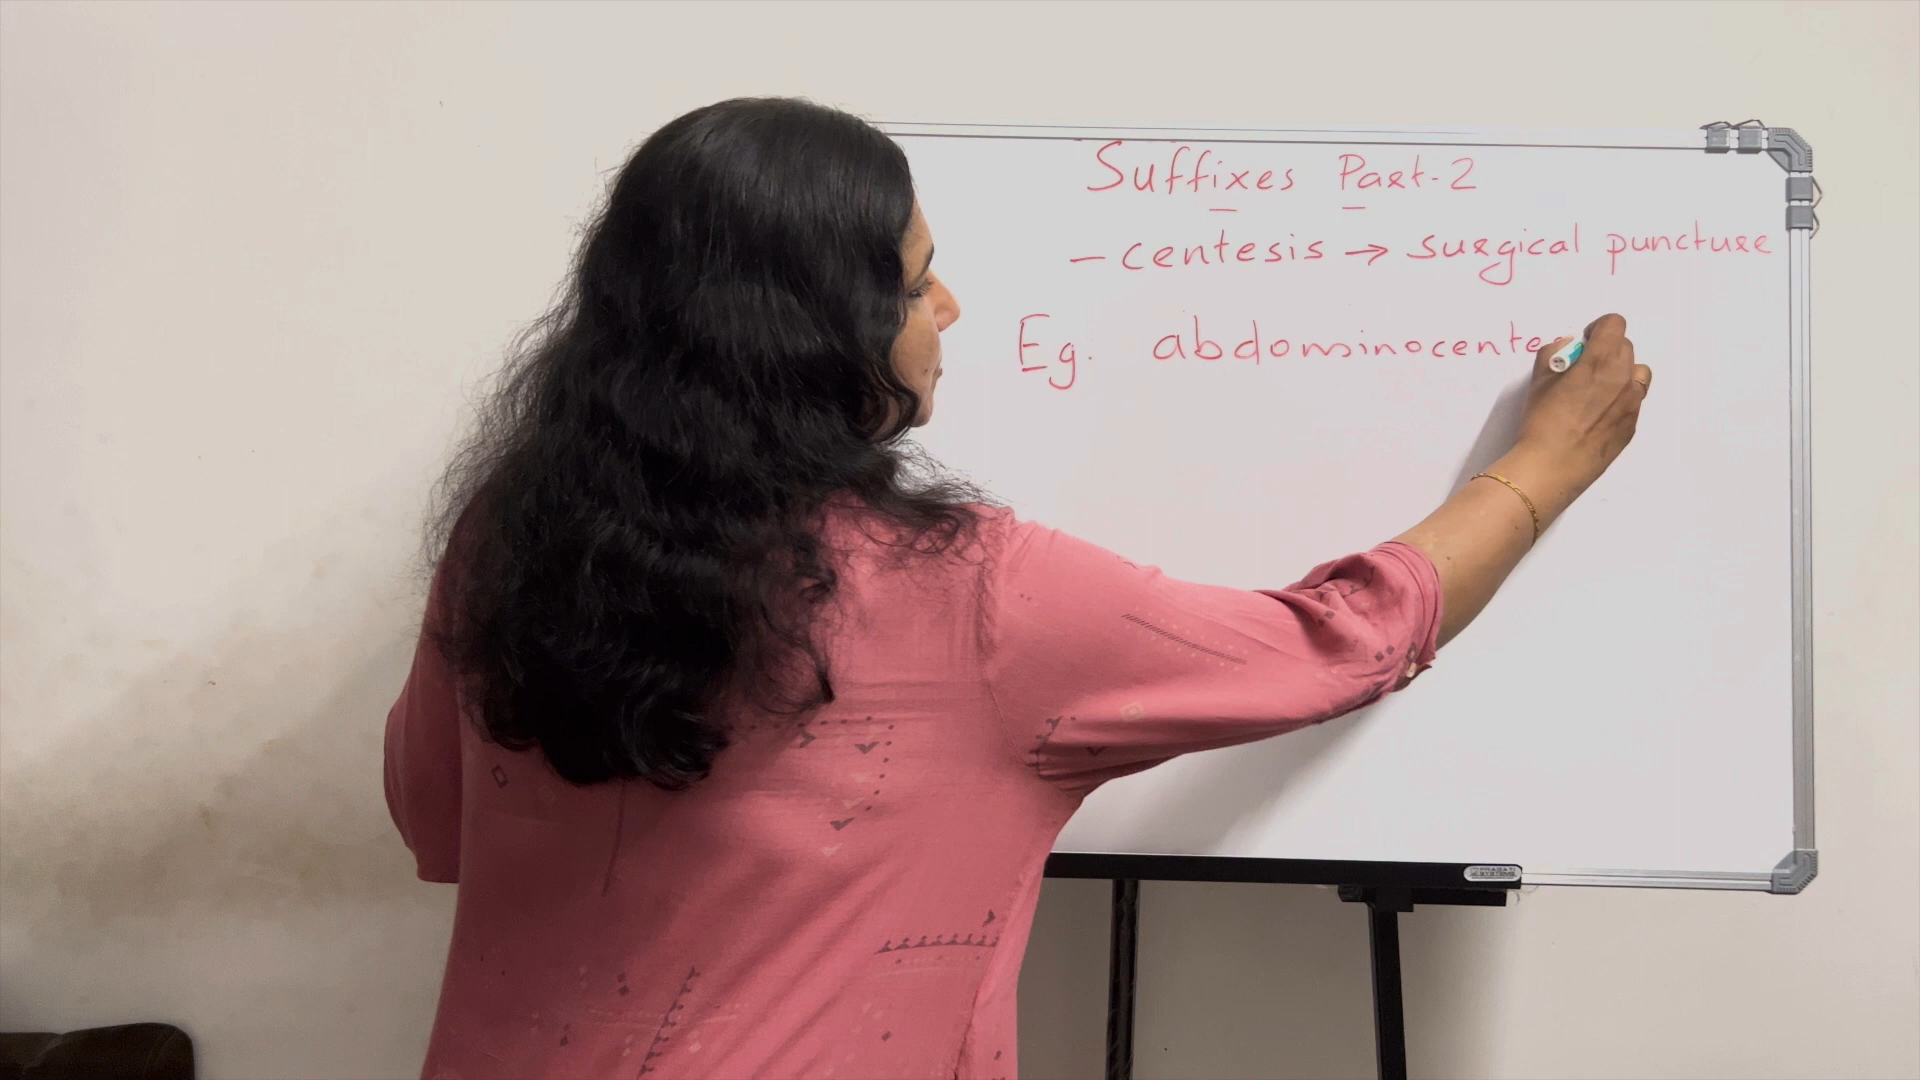 Suffixes Part-2
- centesis → surgical puncture
Eg. abdominocente